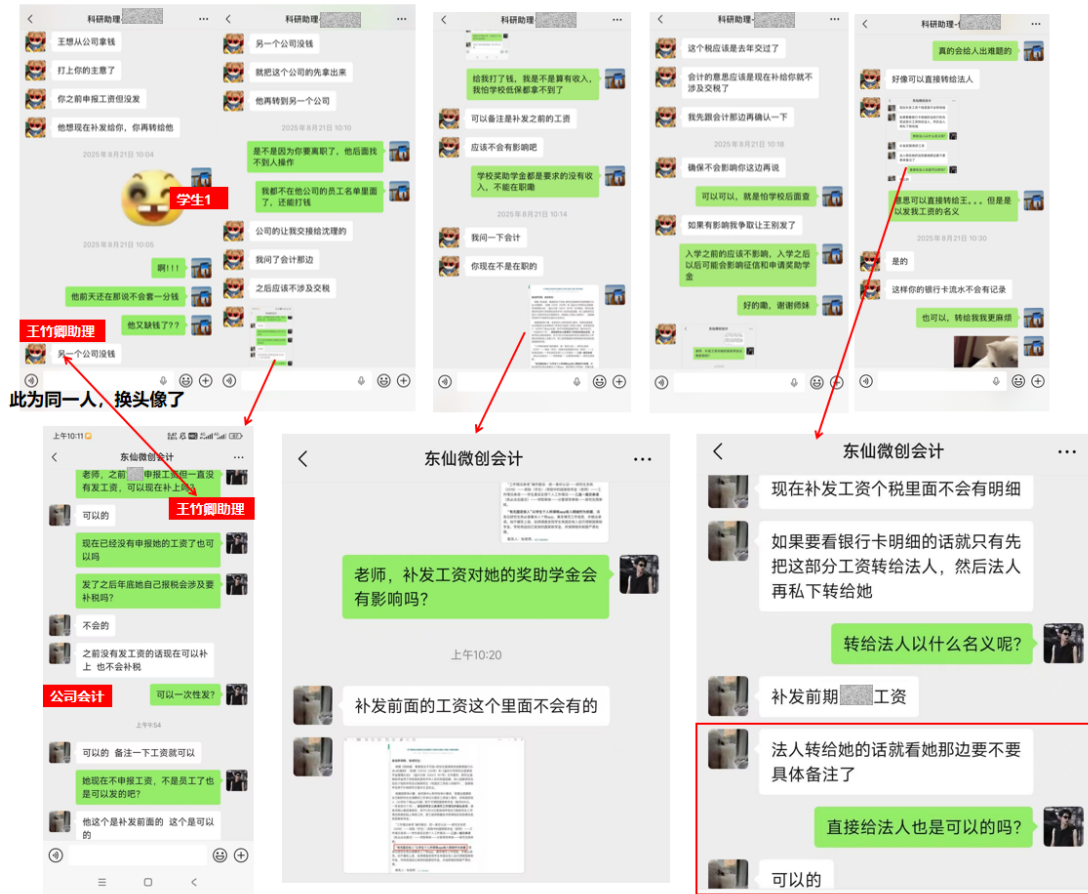 科研助理-
王想从公司拿钱
打上你的主意了
你之前申报工资但没发
他想现在补发给你，你再转给他
2025年8月21日 10:04
学生1
2025年8月21日 10:05
啊！！！
他前天还在那说不会套一分钱
他又缺钱了？？
王竹卿助理
另一个公司没钱
科研助理-
另一个公司没钱
就把这个公司的先拿出来
他再转到另一个公司
2025年8月21日 10:10
是不是因为你要离职了，他后面找
不到人操作
我都不在他公司的员工名单里面
了，还能打钱
公司的让我交接给沈理的
我问了会计那边
之后应该不涉及交税
科研助理-
给我打了钱，我是不是算有收入，
我怕学校低保都拿不到了
可以备注是补发之前的工资
应该不会有影响吧
学校奖助学金都是要求的没有收
入，不能在职嘞
2025年8月21日 10:14
我问一下会计
你现在不是在职的
科研助理-
这个税应该是去年交过了
会计的意思应该是现在补给你就不
涉及交税了
我先跟会计那边再确认一下
2025年8月21日 10:18
确保不会影响你这边再说
可以可以，就是怕学校后面查
如果有影响我争取让王别发了
入学之前的应该不影响，入学之后
以后可能会影响征信和申请奖助学
金
好的嘞，谢谢师妹
科研助理-
真的会给人出难题的
好像可以直接转给法人
意思可以直接转给王。。。但是是
以发我工资的名义
2025年8月21日 10:30
是的
这样你的银行卡流水不会有记录
也可以，转给我我更麻烦
此为同一人，换头像了
上午10:11
东仙微创会计
老师，之前
申报工资但一直没
有发工资，可以现在补上吗？
王竹卿助理
可以的
现在已经没有申报她的工资了也可
以吗
发了之后年底她自己报税会涉及要
补税吗？
不会的
之前没有发工资的话现在可以补
上 也不会补税
公司会计
可以一次性发？
可以的 备注一下工资就可以
她现在不申报工资，不是员工了也
是可以发的吧？
他这个是补发前面的 这个是可以
的
东仙微创会计
老师，补发工资对她的奖助学金会
有影响吗？
上午10:20
补发前面的工资这个里面不会有的
东仙微创会计
现在补发工资个税里面不会有明细
如果要看银行卡明细的话就只有先
把这部分工资转给法人，然后法人
再私下转给她
转给法人以什么名义呢？
补发前期
工资
法人转给她的话就看她那边要不要
具体备注了
直接给法人也是可以的吗？
可以的